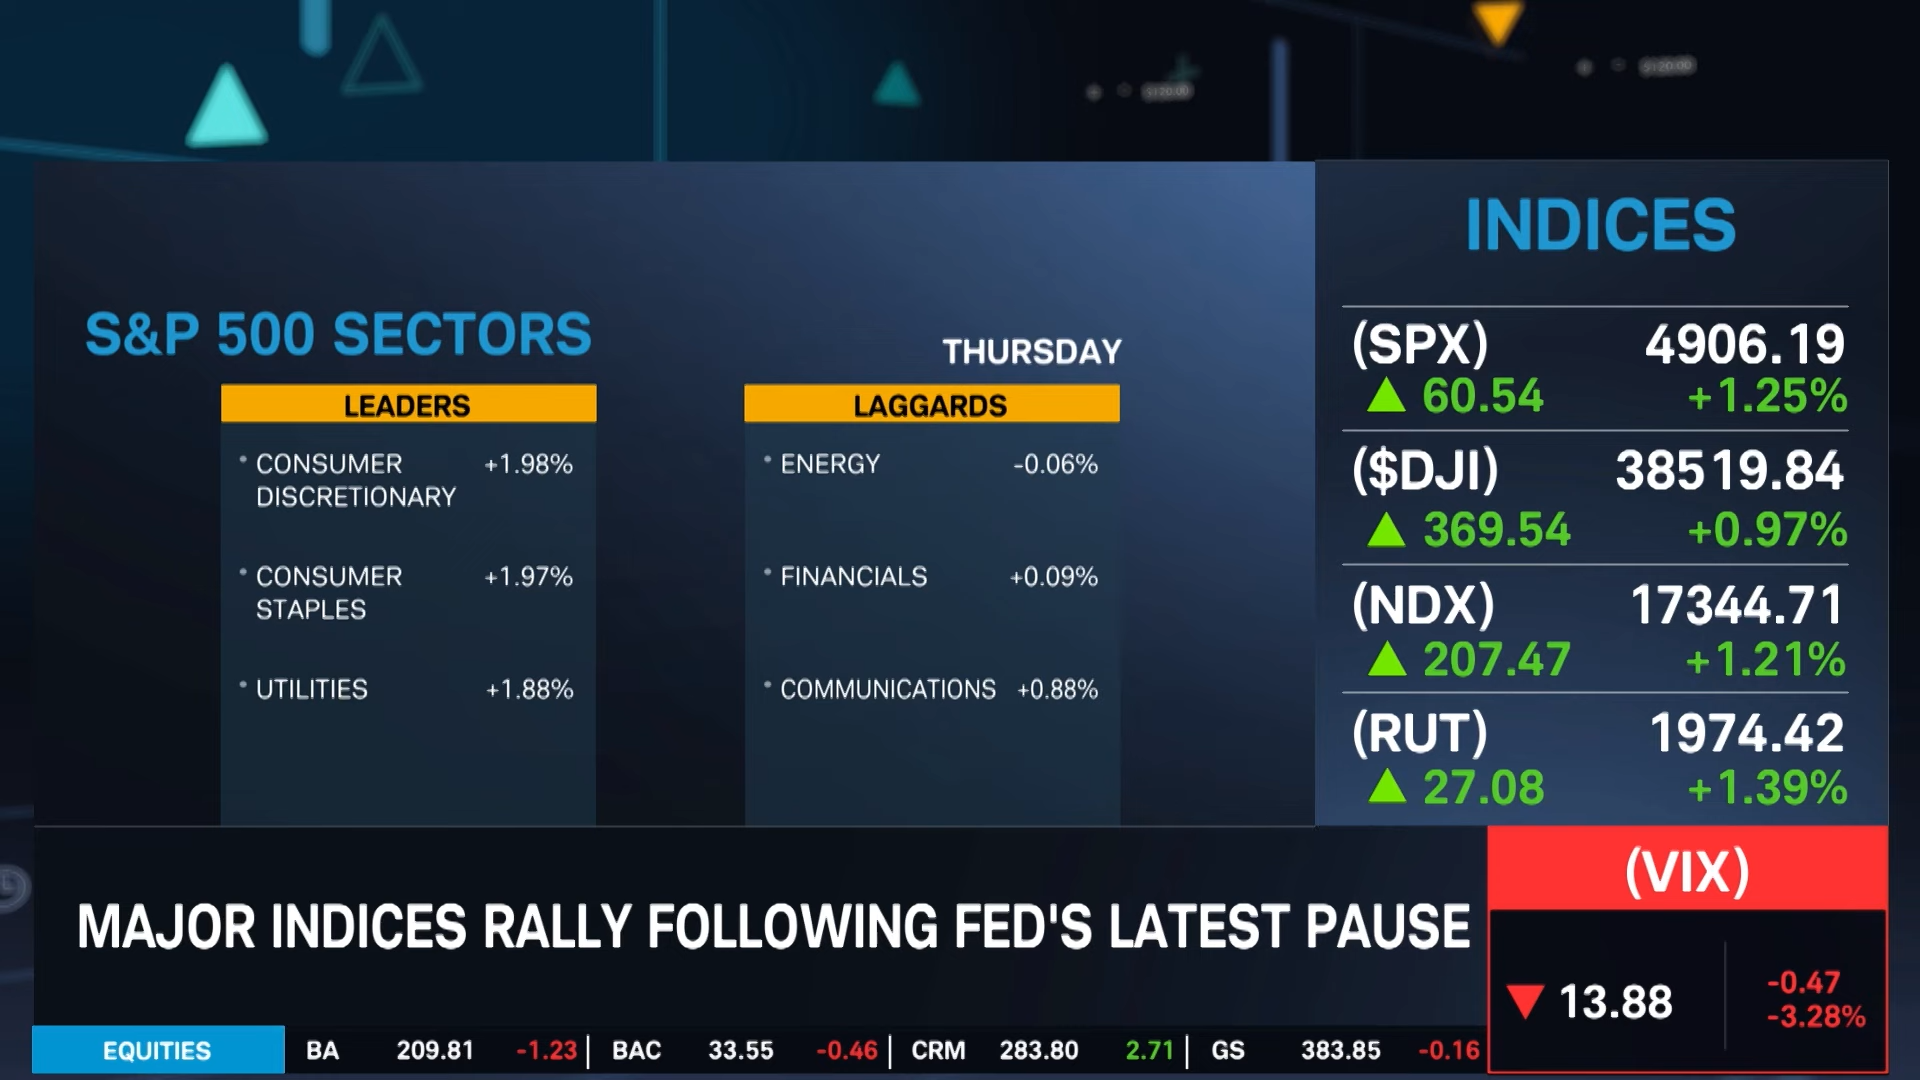 S&P 500 SECTORS
THURSDAY
LEADERS
• CONSUMER DISCRETIONARY +1.98%
• CONSUMER STAPLES +1.97%
• UTILITIES +1.88%
LAGGARDS
• ENERGY -0.06%
• FINANCIALS +0.09%
• COMMUNICATIONS +0.88%
INDICES
(SPX) 4906.19
▲ 60.54 +1.25%
($DJI) 38519.84
▲ 369.54 +0.97%
(NDX) 17344.71
▲ 207.47 +1.21%
(RUT) 1974.42
▲ 27.08 +1.39%
MAJOR INDICES RALLY FOLLOWING FED'S LATEST PAUSE
(VIX)
▼ 13.88
-0.47
-3.28%
EQUITIES BA 209.81 -1.23 | BAC 33.55 -0.46 | CRM 283.80 2.71 | GS 383.85 -0.16